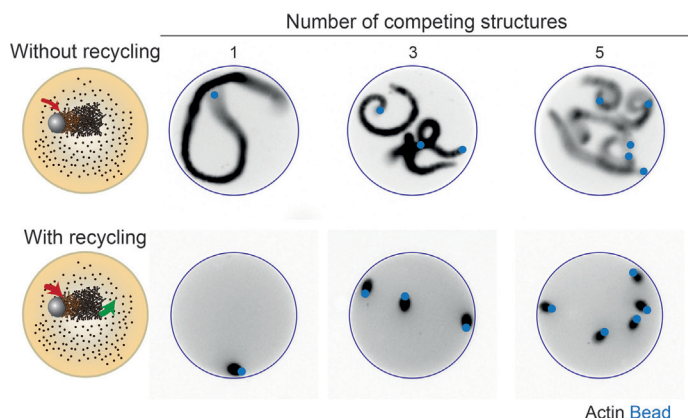 Number of competing structures
Without recycling
1
3
5
With recycling
Actin Bead